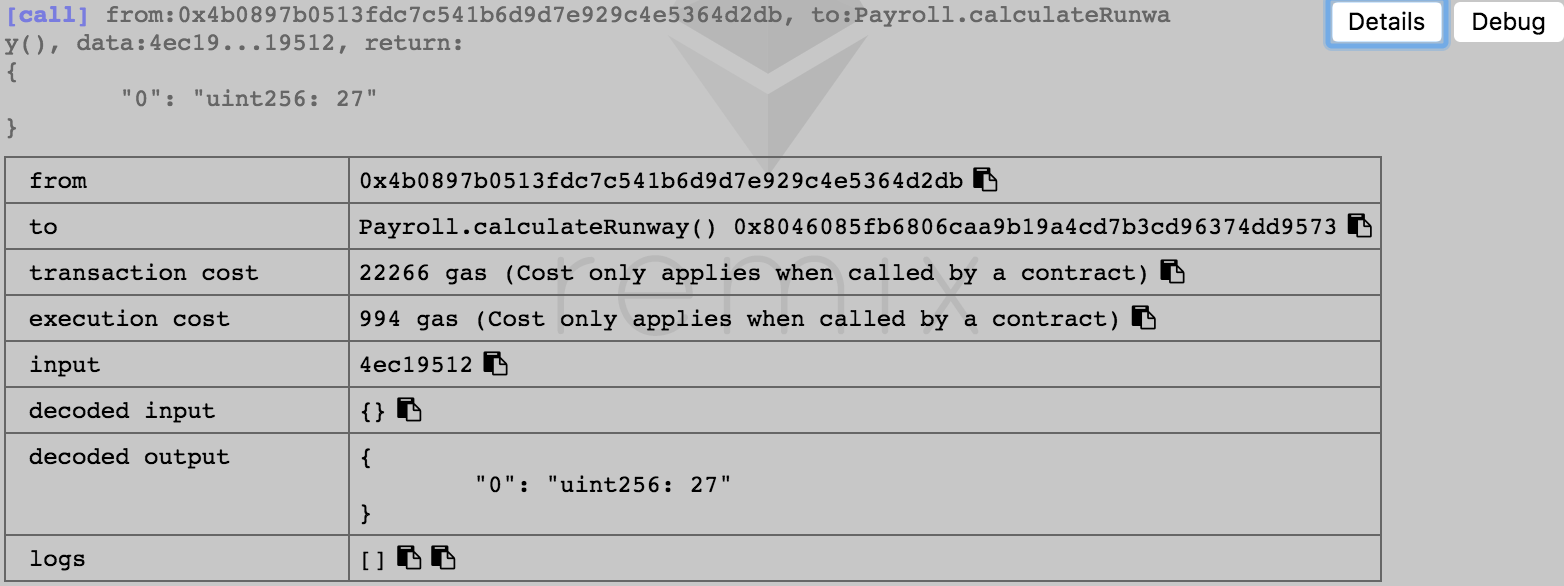 [call] from:0x4b0897b0513fdc7c541b6d9d7e929c4e5364d2db, to:Payroll.calculateRunwa
y(), data:4ec19...19512, return:
{
"0": "uint256: 27"
}
Details Debug
from 0x4b0897b0513fdc7c541b6d9d7e929c4e5364d2db
to Payroll.calculateRunway() 0x8046085fb6806caa9b19a4cd7b3cd96374dd9573
transaction cost 22266 gas (Cost only applies when called by a contract)
execution cost 994 gas (Cost only applies when called by a contract)
remix
input 4ec19512
decoded input {}
decoded output {
"0": "uint256: 27"
}
logs []